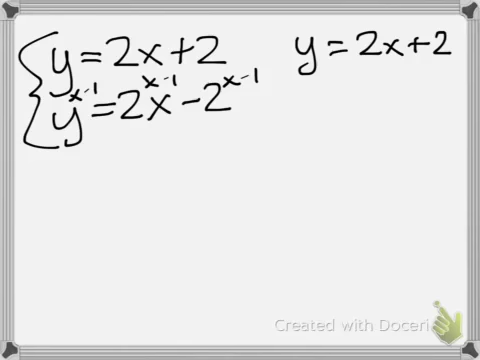 y = 2x + 2
y^{x-1} = 2x^{x-1} - 2^{x-1}
y = 2x + 2
Created with Doceri